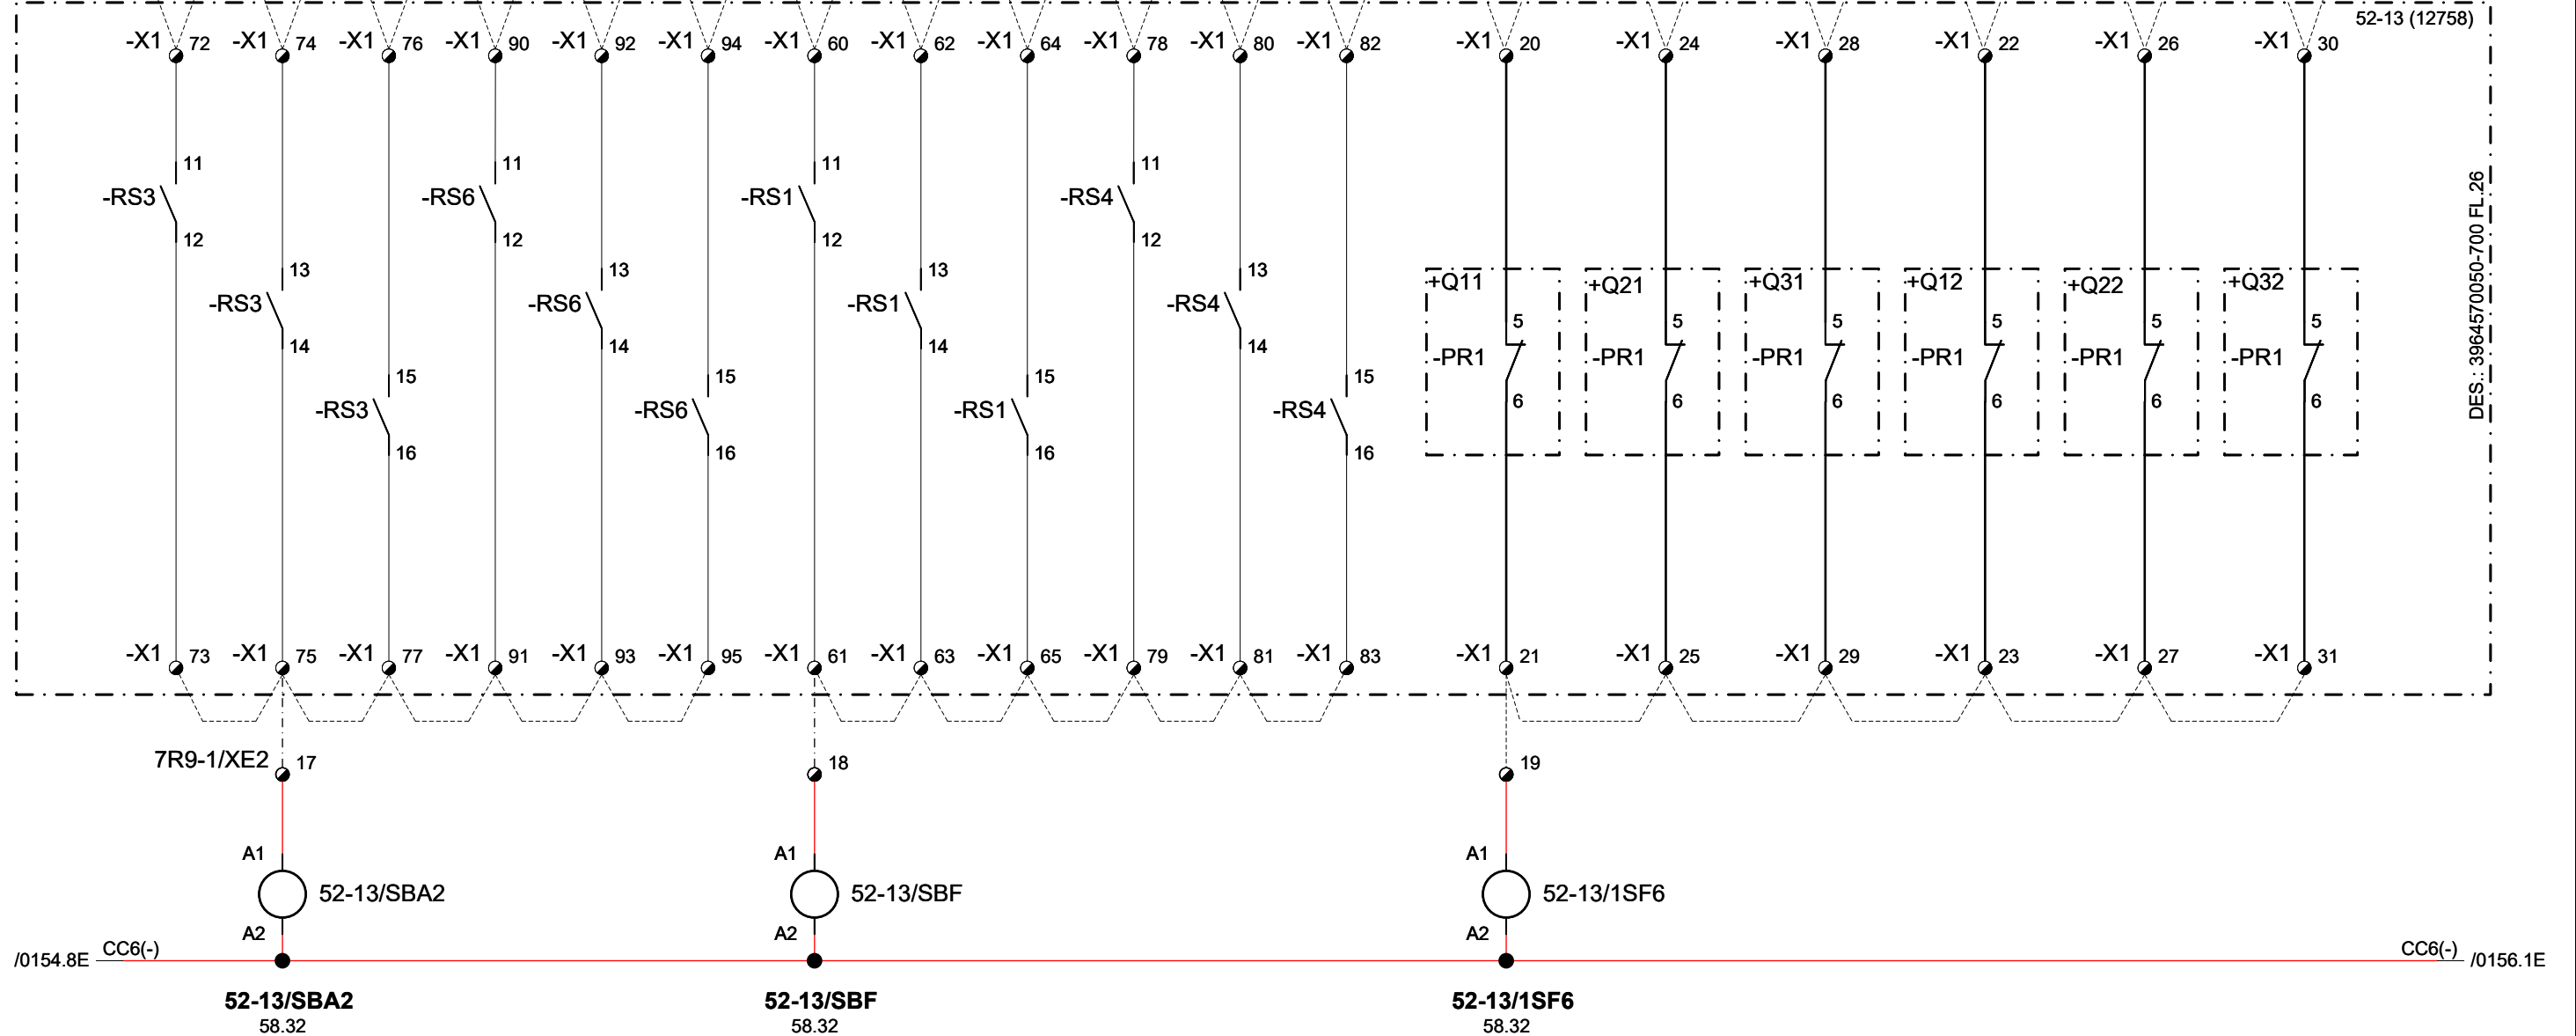 52-13 (12758)
-X1 72 -X1 74 -X1 76 -X1 90 -X1 92 -X1 94 -X1 60 -X1 62 -X1 64 -X1 78 -X1 80 -X1 82 -X1 20 -X1 24 -X1 28 -X1 22 -X1 26 -X1 30
11 11 11 11
-RS3 -RS6 -RS1 -RS4
12 12 12 12
13 13 13 13
+Q11 +Q21 +Q31 +Q12 +Q22 +Q32
-RS3 -RS6 -RS1 -RS4
5 5 5 5 5 5
14 14 14 14
-PR1 -PR1 -PR1 -PR1 -PR1 -PR1
15 15 15 15
6 6 6 6 6 6
-RS3 -RS6 -RS1 -RS4
16 16 16 16
DES.: 396457​0050-700 FL.26
-X1 73 -X1 75 -X1 77 -X1 91 -X1 93 -X1 95 -X1 61 -X1 63 -X1 65 -X1 79 -X1 81 -X1 83 -X1 21 -X1 25 -X1 29 -X1 23 -X1 27 -X1 31
7R9-1/XE2 17 18 19
A1 A1 A1
52-13/SBA2 52-13/SBF 52-13/1SF6
A2 A2 A2
/0154.8E CC6(-) CC6(-) /0156.1E
52-13/SBA2 52-13/SBF 52-13/1SF6
58.32 58.32 58.32